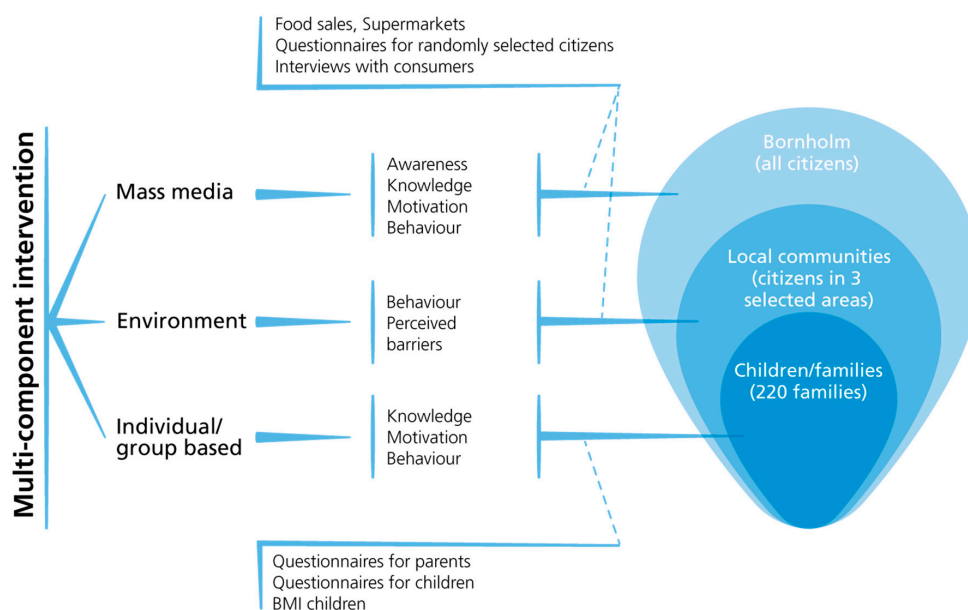 Food sales, Supermarkets
Questionnaires for randomly selected citizens
Interviews with consumers
Multi-component intervention
Mass media
Awareness
Knowledge
Motivation
Behaviour
Bornholm
(all citizens)
Environment
Behaviour
Perceived
barriers
Local communities
(citizens in 3
selected areas)
Individual/
group based
Knowledge
Motivation
Behaviour
Children/families
(220 families)
Questionnaires for parents
Questionnaires for children
BMI children